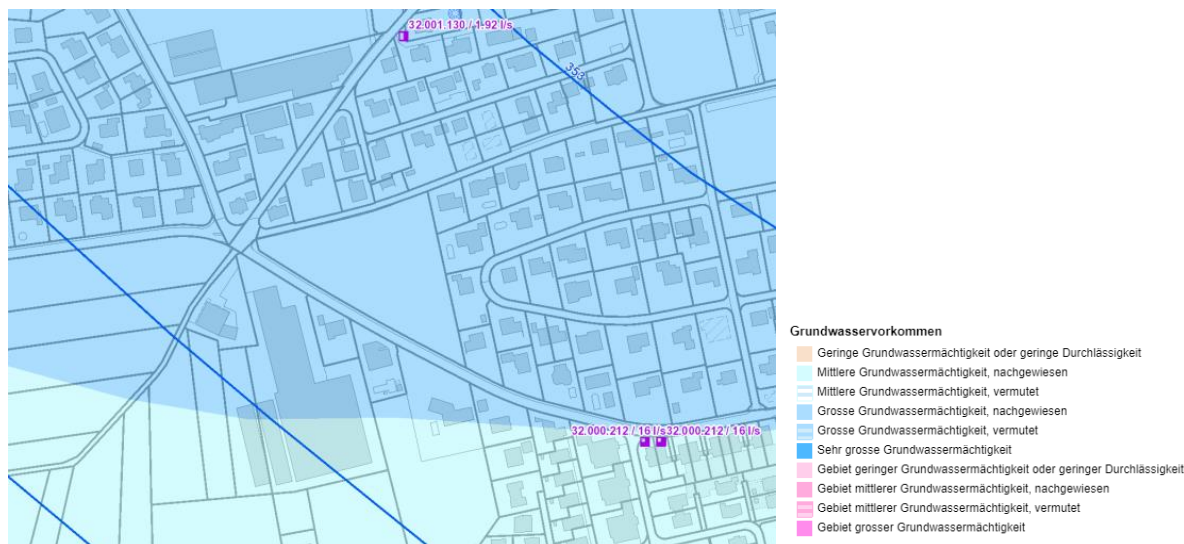 32.001.130 / 1.92 l/s
353
32.000.212 / 16 l/s32.000.212 / 16 l/s
Grundwasservorkommen
Geringe Grundwassermächtigkeit oder geringe Durchlässigkeit
Mittlere Grundwassermächtigkeit, nachgewiesen
Mittlere Grundwassermächtigkeit, vermutet
Grosse Grundwassermächtigkeit, nachgewiesen
Grosse Grundwassermächtigkeit, vermutet
Sehr grosse Grundwassermächtigkeit
Gebiet geringer Grundwassermächtigkeit oder geringer Durchlässigkeit
Gebiet mittlerer Grundwassermächtigkeit, nachgewiesen
Gebiet mittlerer Grundwassermächtigkeit, vermutet
Gebiet grosser Grundwassermächtigkeit